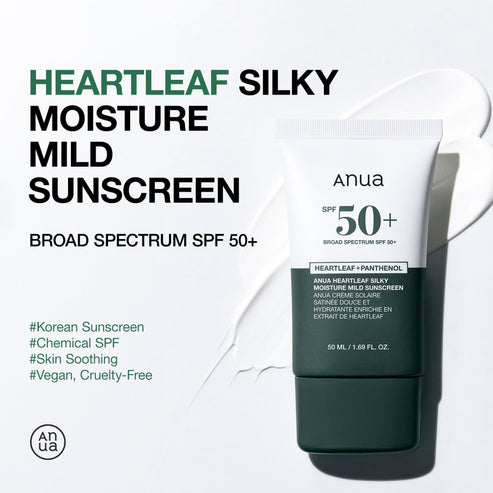 HEARTLEAF SILKY
MOISTURE
MILD
SUNSCREEN
BROAD SPECTRUM SPF 50+
#Korean Sunscreen
#Chemical SPF
#Skin Soothing
#Vegan, Cruelty-Free
An
ua
Anua
SPF 50+
BROAD SPECTRUM SPF 50+
HEARTLEAF+PANTHENOL
ANUA HEARTLEAF SILKY
MOISTURE MILD SUNSCREEN
ANUA CRÈME SOLAIRE
SATINÉE DOUCE ET
HYDRATANTE ENRICHIE EN
EXTRAIT DE HEARTLEAF
50 ML / 1.69 FL. OZ.